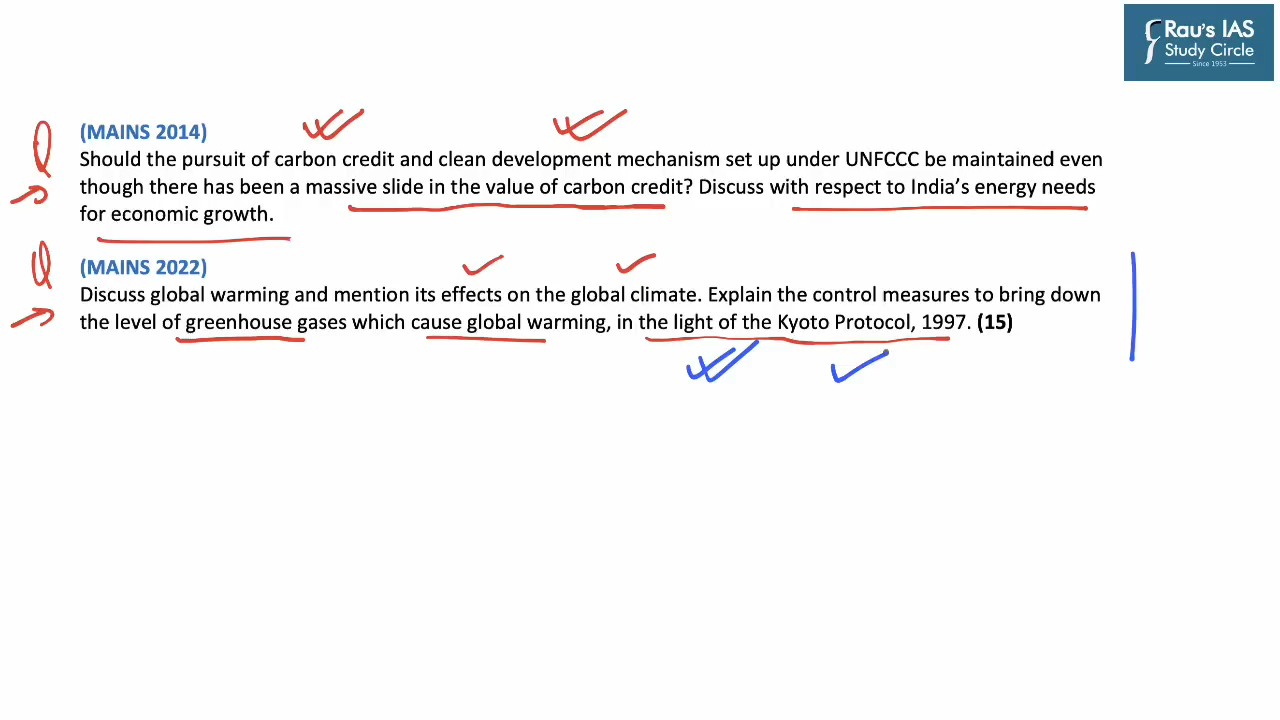 Rau's IAS
Study Circle
Since 1953
Q
(MAINS 2014)
Should the pursuit of carbon credit and clean development mechanism set up under UNFCCC be maintained even
though there has been a massive slide in the value of carbon credit? Discuss with respect to India's energy needs
for economic growth.
Q
(MAINS 2022)
Discuss global warming and mention its effects on the global climate. Explain the control measures to bring down
the level of greenhouse gases which cause global warming, in the light of the Kyoto Protocol, 1997. (15)